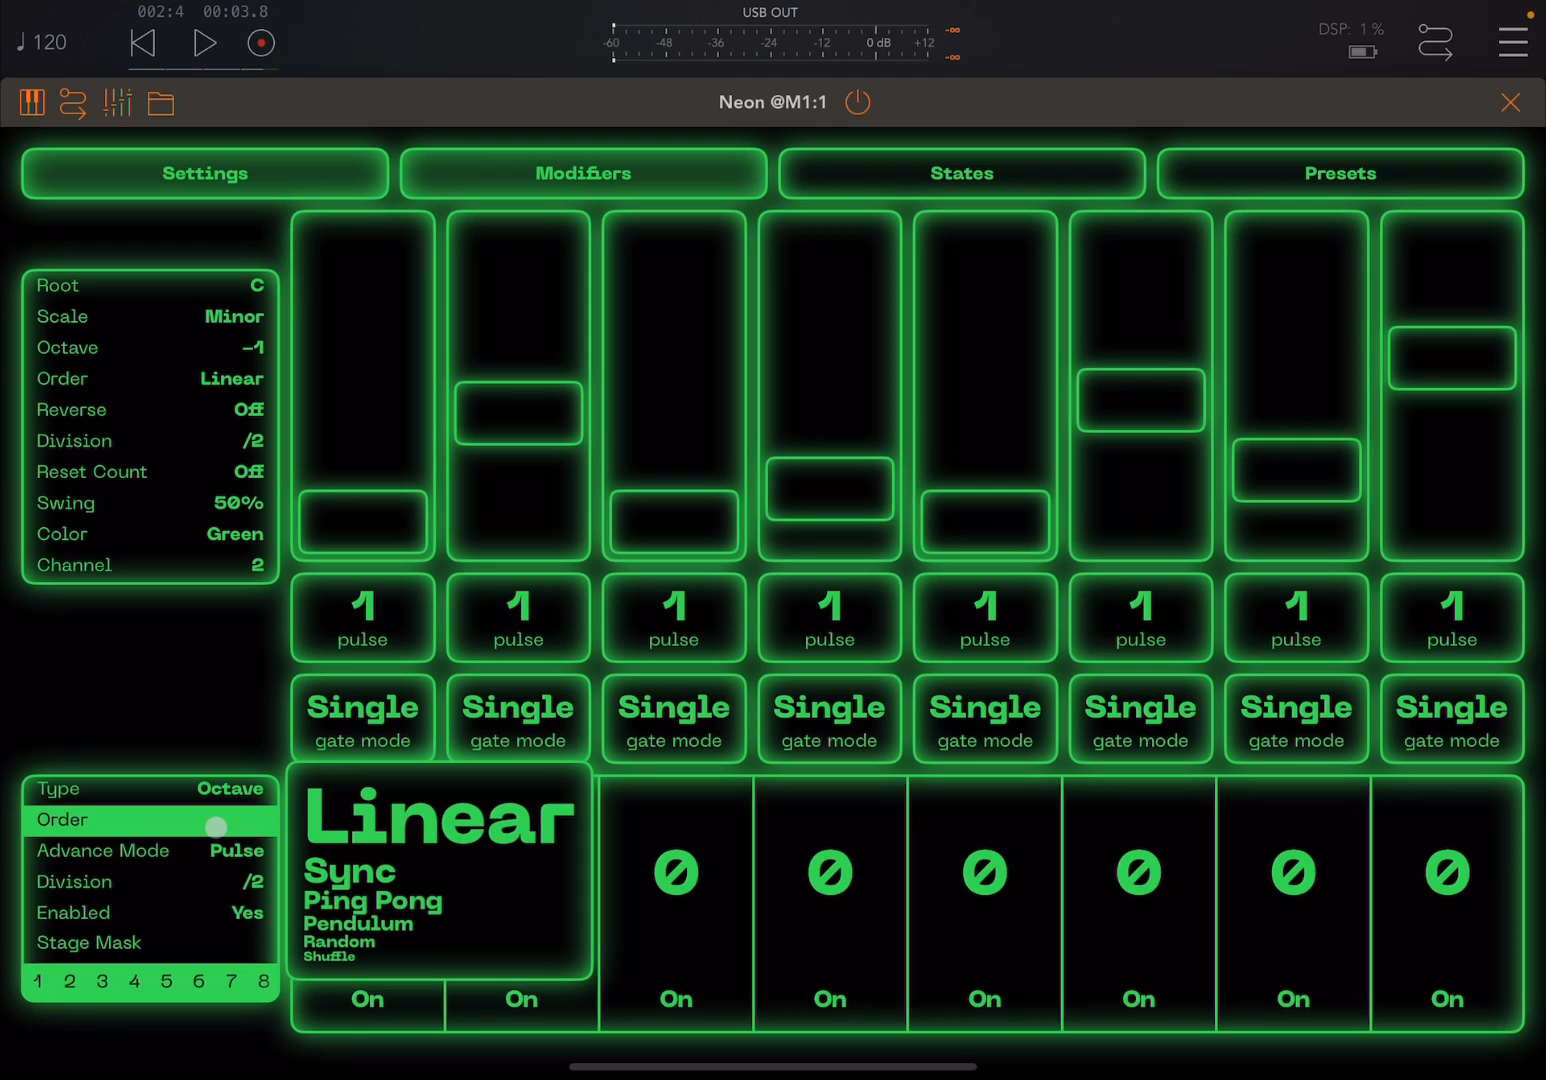 002:4 00:03.8
120
USB OUT
-60 -48 -36 -24 -12 0 dB +12
-∞
-∞
DSP: 1 %
Neon @M1:1
Settings
Modifiers
States
Presets
Root C
Scale Minor
Octave -1
Order Linear
Reverse Off
Division /2
Reset Count Off
Swing 50%
Color Green
Channel 2
1 1 1 1 1 1 1 1
pulse pulse pulse pulse pulse pulse pulse pulse
Single Single Single Single Single Single Single Single
gate mode gate mode gate mode gate mode gate mode gate mode gate mode gate mode
Type Octave
Order
Advance Mode Pulse
Division /2
Enabled Yes
Stage Mask
1 2 3 4 5 6 7 8
Linear
Sync
Ping Pong
Pendulum
Random
Shuffle
0 0 0 0 0 0
On On On On On On On On